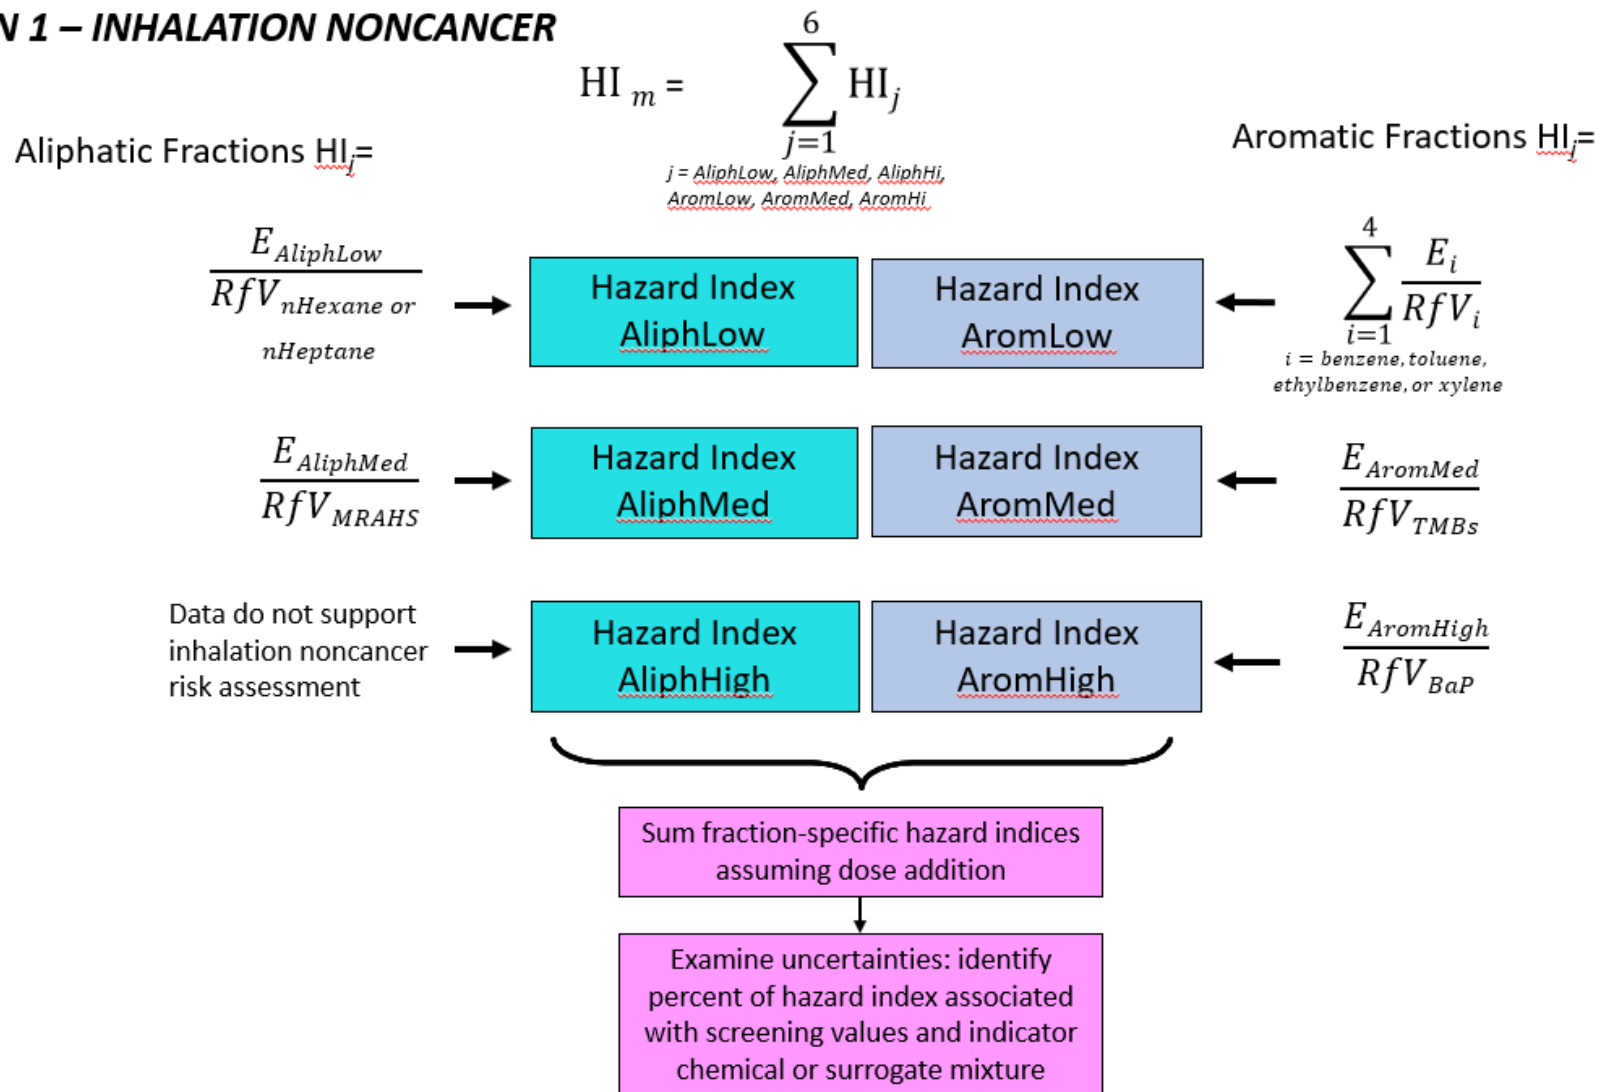 N 1 – INHALATION NONCANCER
HI m = 6 ∑ j=1 HIj
j = AliphLow, AliphMed, AliphHi,
AromLow, AromMed, AromHi
Aliphatic Fractions HIj=
Aromatic Fractions HIj=
E AliphLow
RfV nHexane or
nHeptane
Hazard Index
AliphLow
Hazard Index
AromLow
4
∑ Ei
RfVi
i=1
i = benzene, toluene,
ethylbenzene, or xylene
E AliphMed
RfV MRAHS
Hazard Index
AliphMed
Hazard Index
AromMed
E AromMed
RfV TMBs
Data do not support
inhalation noncancer
risk assessment
Hazard Index
AliphHigh
Hazard Index
AromHigh
E AromHigh
RfV BaP
Sum fraction-specific hazard indices
assuming dose addition
Examine uncertainties: identify
percent of hazard index associated
with screening values and indicator
chemical or surrogate mixture